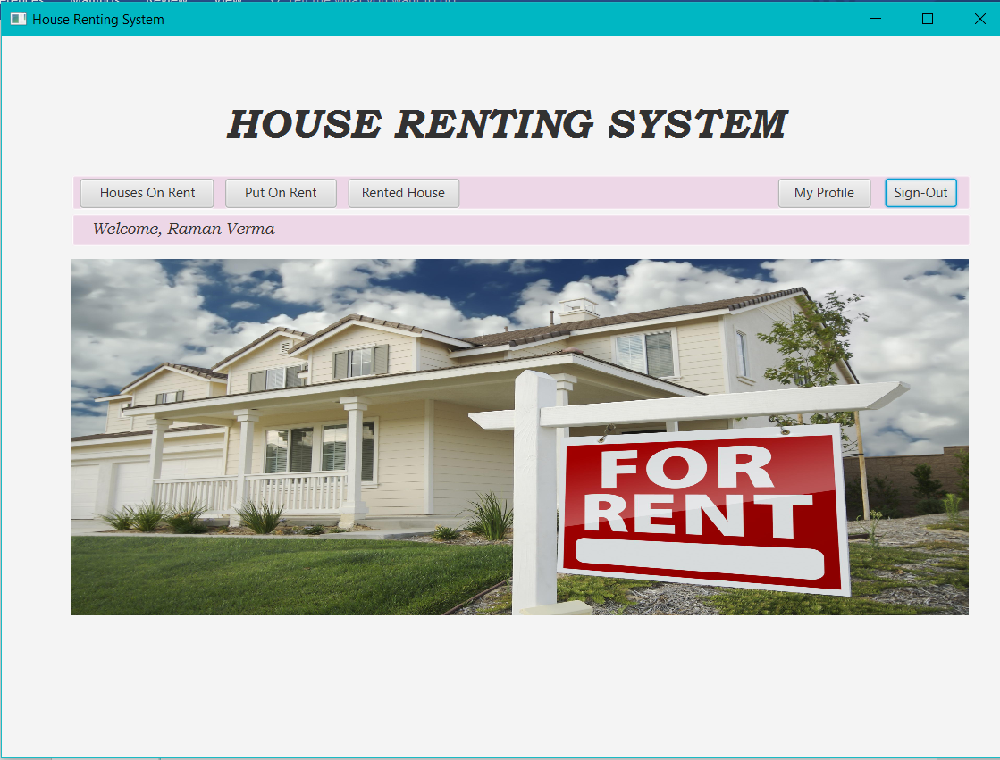 House Renting System
HOUSE RENTING SYSTEM
Houses On Rent Put On Rent Rented House My Profile Sign-Out
Welcome, Raman Verma
FOR
RENT